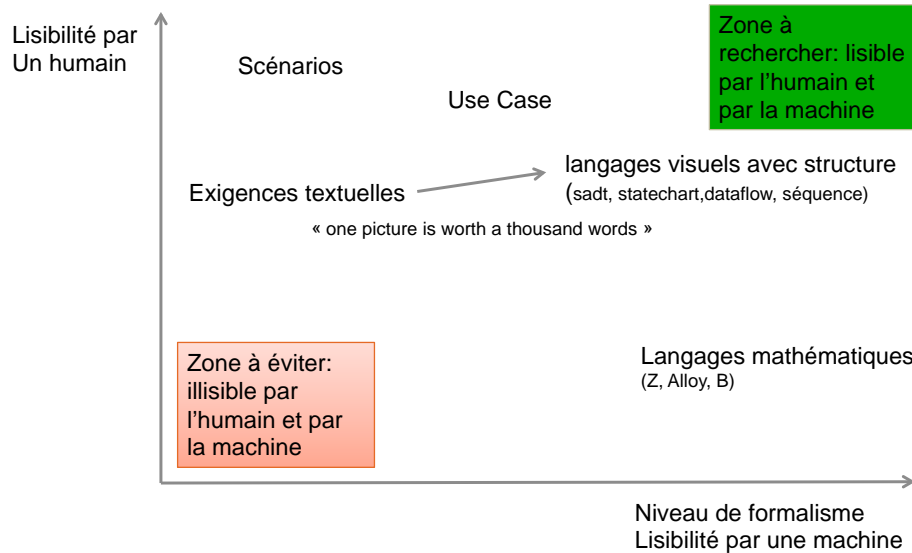 Lisibilité par
Un humain
Scénarios
Use Case
Zone à
rechercher: lisible
par l'humain et
par la machine
Exigences textuelles
langages visuels avec structure
(sadt, statechart,dataflow, séquence)
« one picture is worth a thousand words »
Zone à éviter:
illisible par
l'humain et par
la machine
Langages mathématiques
(Z, Alloy, B)
Niveau de formalisme
Lisibilité par une machine